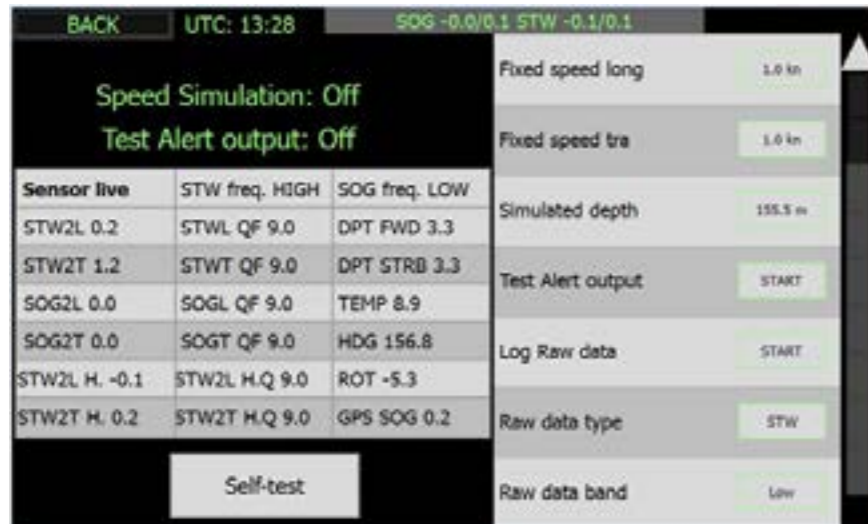 BACK UTC: 13:28 SOG -0.0/0.1 STW -0.1/0.1
Speed Simulation: Off
Test Alert output: Off
Sensor live STW freq. HIGH SOG freq. LOW
STW2L 0.2 STWL QF 9.0 DPT FWD 3.3
STW2T 1.2 STWT QF 9.0 DPT STRB 3.3
SOG2L 0.0 SOGL QF 9.0 TEMP 8.9
SOG2T 0.0 SOGT QF 9.0 HDG 156.8
STW2L H. -0.1 STW2L H.Q 9.0 ROT -5.3
STW2T H. 0.2 STW2T H.Q 9.0 GPS SOG 0.2
Self-test
Fixed speed long 1.0 kn
Fixed speed tra 1.0 kn
Simulated depth 155.5 m
Test Alert output START
Log Raw data START
Raw data type STW
Raw data band Low